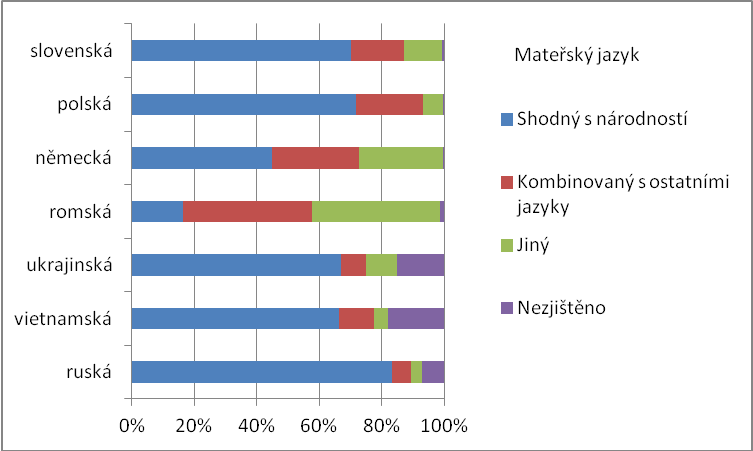 slovenská
polská
německá
romská
ukrajinská
vietnamská
ruská
0% 20% 40% 60% 80% 100%
Mateřský jazyk
Shodný s národností
Kombinovaný s ostatními
jazyky
Jiný
Nezjištěno